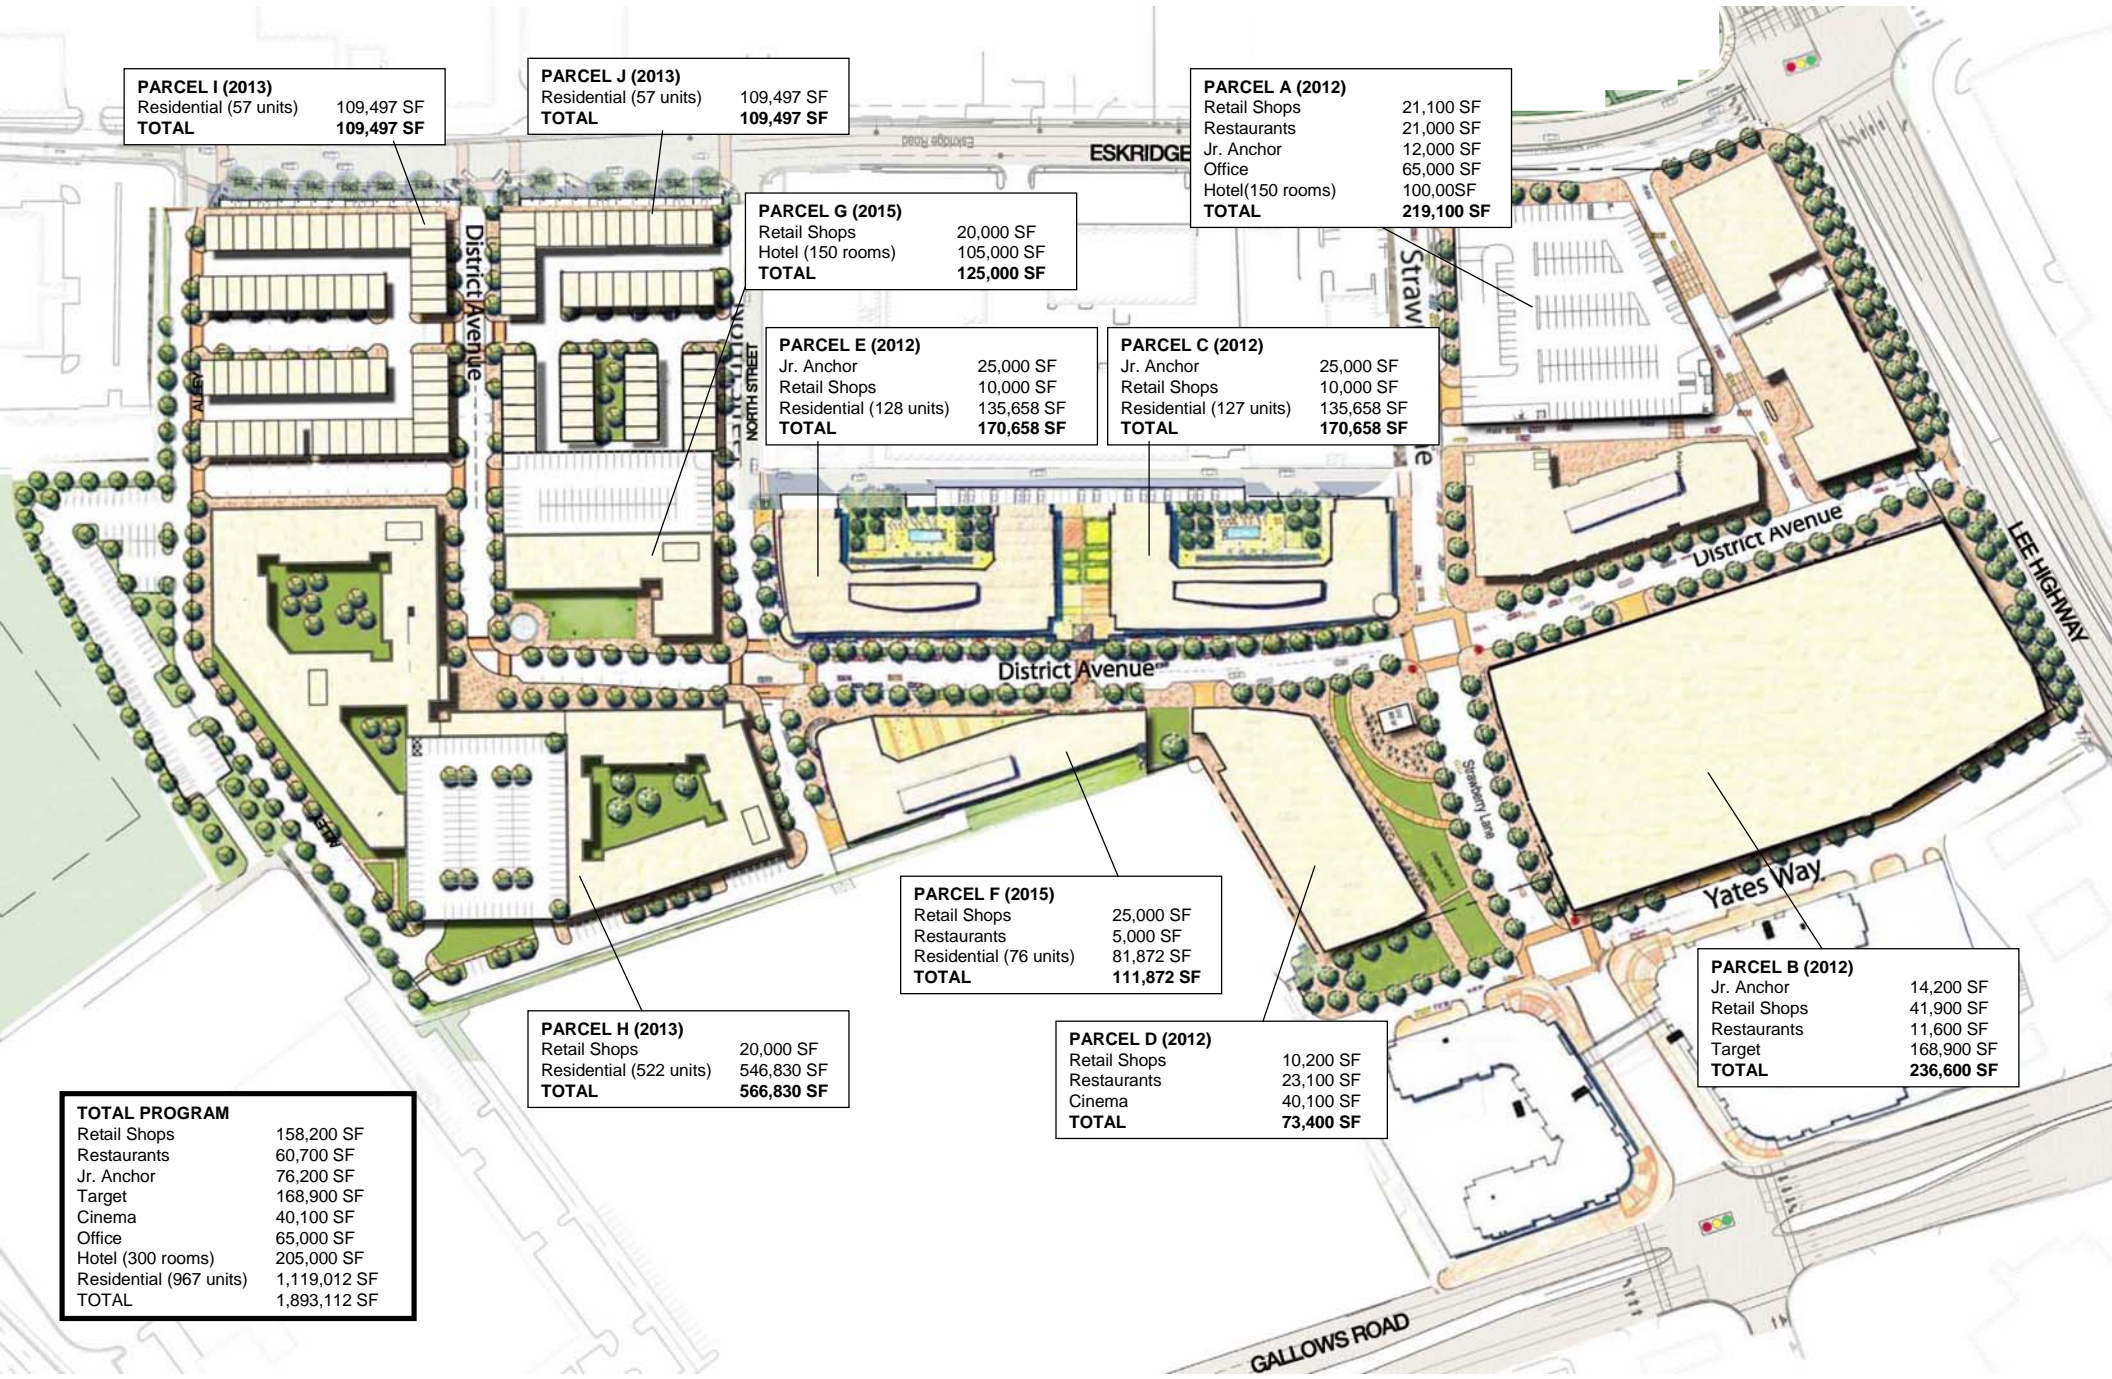 PARCEL I (2013)
Residential (57 units) 109,497 SF
TOTAL 109,497 SF
PARCEL J (2013)
Residential (57 units) 109,497 SF
TOTAL 109,497 SF
PARCEL A (2012)
Retail Shops 21,100 SF
Restaurants 21,000 SF
Jr. Anchor 12,000 SF
Office 65,000 SF
Hotel(150 rooms) 100,00SF
TOTAL 219,100 SF
Eskridge Road
ESKRIDGE
PARCEL G (2015)
Retail Shops 20,000 SF
Hotel (150 rooms) 105,000 SF
TOTAL 125,000 SF
District Avenue
NORTH STREET
ALLEY
PARCEL E (2012)
Jr. Anchor 25,000 SF
Retail Shops 10,000 SF
Residential (128 units) 135,658 SF
TOTAL 170,658 SF
PARCEL C (2012)
Jr. Anchor 25,000 SF
Retail Shops 10,000 SF
Residential (127 units) 135,658 SF
TOTAL 170,658 SF
Straw
ne
District Avenue
LEE HIGHWAY
District Avenue
Strawberry Lane
Yates Way
PARCEL F (2015)
Retail Shops 25,000 SF
Restaurants 5,000 SF
Residential (76 units) 81,872 SF
TOTAL 111,872 SF
PARCEL B (2012)
Jr. Anchor 14,200 SF
Retail Shops 41,900 SF
Restaurants 11,600 SF
Target 168,900 SF
TOTAL 236,600 SF
PARCEL H (2013)
Retail Shops 20,000 SF
Residential (522 units) 546,830 SF
TOTAL 566,830 SF
PARCEL D (2012)
Retail Shops 10,200 SF
Restaurants 23,100 SF
Cinema 40,100 SF
TOTAL 73,400 SF
TOTAL PROGRAM
Retail Shops 158,200 SF
Restaurants 60,700 SF
Jr. Anchor 76,200 SF
Target 168,900 SF
Cinema 40,100 SF
Office 65,000 SF
Hotel (300 rooms) 205,000 SF
Residential (967 units) 1,119,012 SF
TOTAL 1,893,112 SF
GALLOWS ROAD